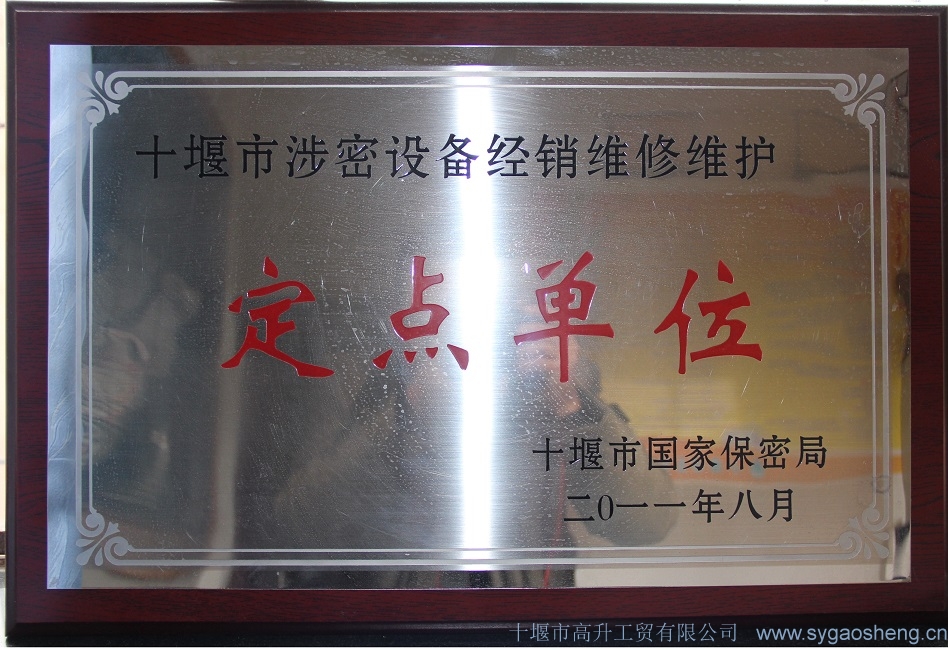 十堰市涉密设备经销维修维护
定点单位
十堰市国家保密局
二0一一年八月
十堰市高升工贸有限公司 www.sygaosheng.cn